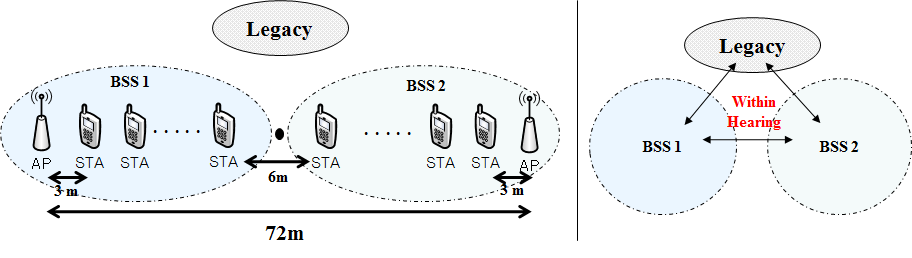 Legacy
BSS 1
BSS 2
AP
STA
STA
STA
STA
STA
STA
AP
3 m
6m
3 m
72m
Legacy
Within
Hearing
BSS 1
BSS 2